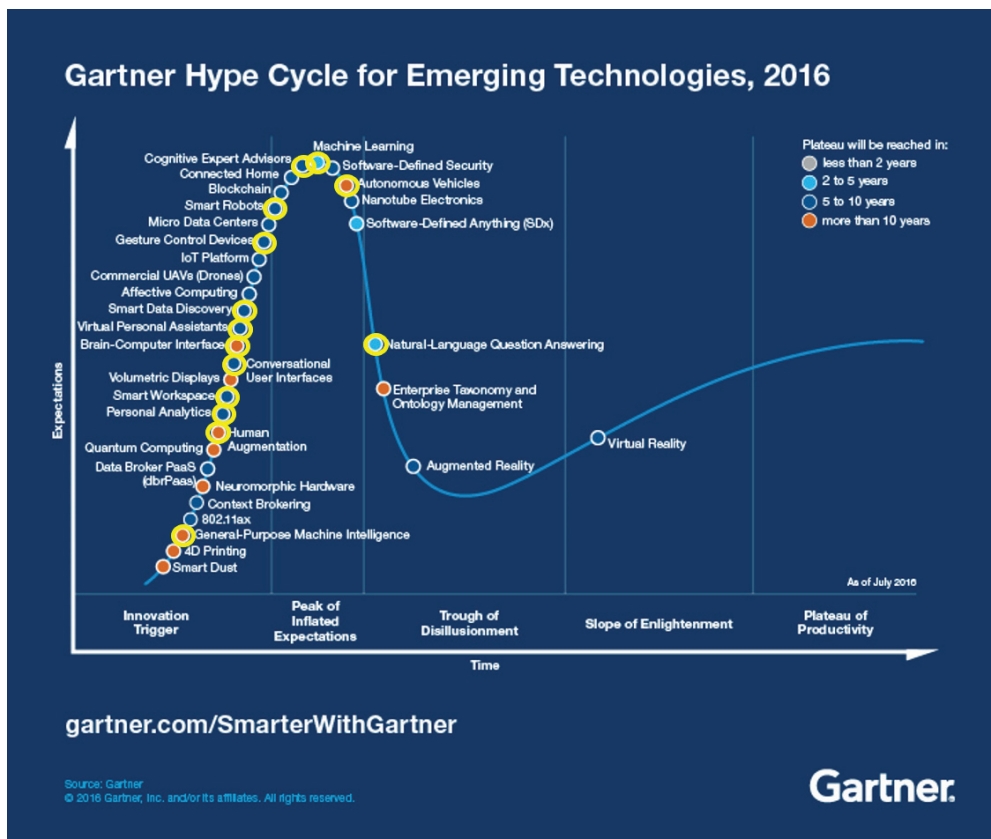 Gartner Hype Cycle for Emerging Technologies, 2016
Plateau will be reached in:
less than 2 years
2 to 5 years
5 to 10 years
more than 10 years
Expectations
Machine Learning
Cognitive Expert Advisors
Software-Defined Security
Connected Home
Autonomous Vehicles
Blockchain
Nanotube Electronics
Smart Robots
Micro Data Centers
Software-Defined Anything (SDx)
Gesture Control Devices
IoT Platform
Commercial UAVs (Drones)
Affective Computing
Smart Data Discovery
Virtual Personal Assistants
Brain-Computer Interface
Natural-Language Question Answering
Conversational
User Interfaces
Volumetric Displays
Smart Workspace
Enterprise Taxonomy and
Ontology Management
Personal Analytics
Human
Augmentation
Quantum Computing
Virtual Reality
Data Broker PaaS
(dbrPaas)
Augmented Reality
Neuromorphic Hardware
Context Brokering
802.11ax
General-Purpose Machine Intelligence
4D Printing
Smart Dust
As of July 2016
Innovation
Trigger
Peak of
Inflated
Expectations
Trough of
Disillusionment
Slope of Enlightenment
Plateau of
Productivity
Time
gartner.com/SmarterWithGartner
Source: Gartner
© 2016 Gartner, Inc. and/or its affiliates. All rights reserved.
Gartner.